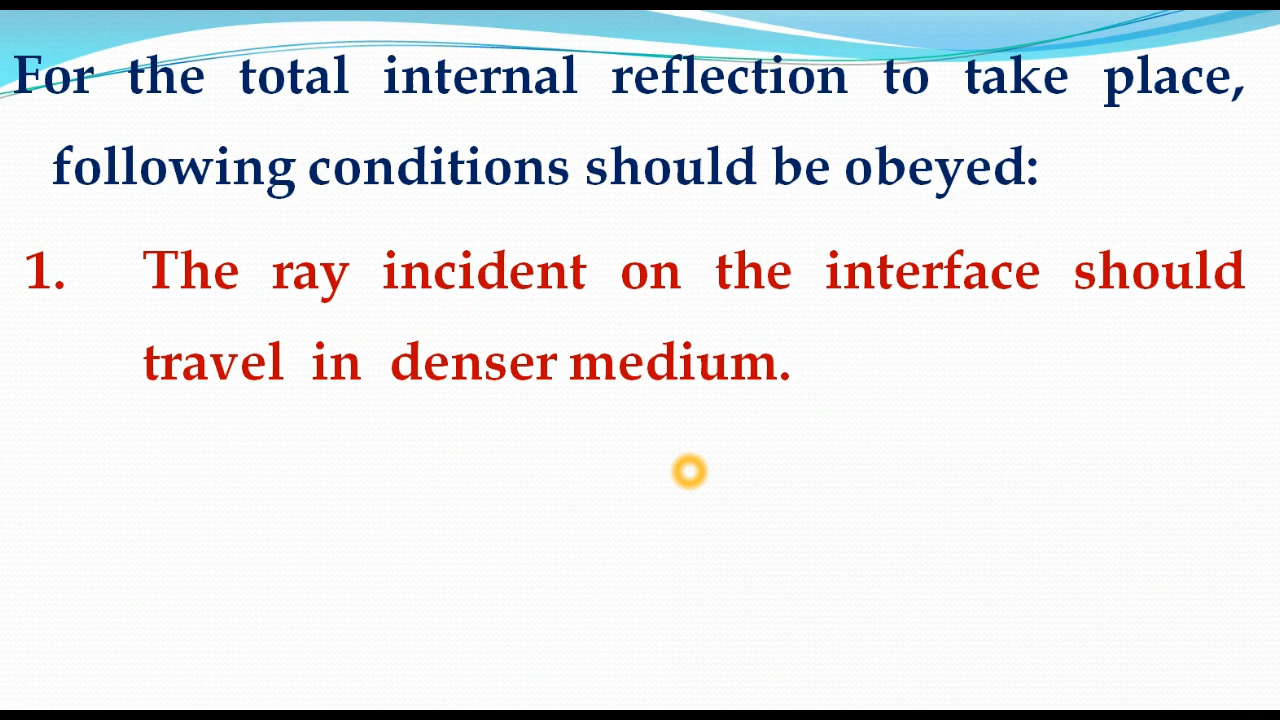 For the total internal reflection to take place,
following conditions should be obeyed:
1. The ray incident on the interface should
travel in denser medium.